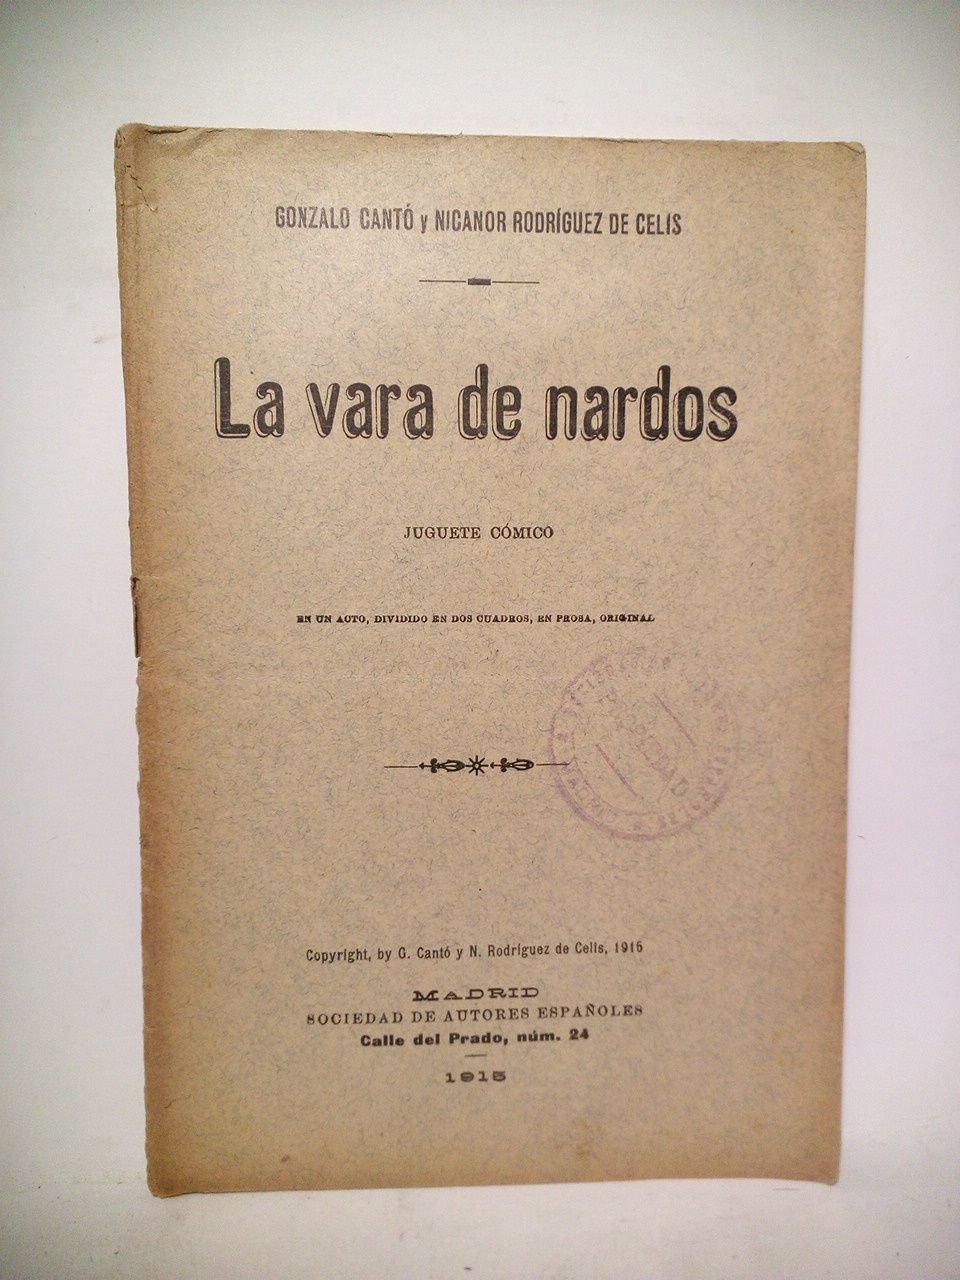 GONZALO CANTÓ y NICANOR RODRÍGUEZ DE CELIS
La vara de nardos
JUGUETE CÓMICO
EN UN ACTO, DIVIDIDO EN DOS CUADROS, EN PROSA, ORIGINAL
Copyright, by G. Cantó y N. Rodríguez de Celis, 1915
MADRID
SOCIEDAD DE AUTORES ESPAÑOLES
Calle del Prado, núm. 24
1915